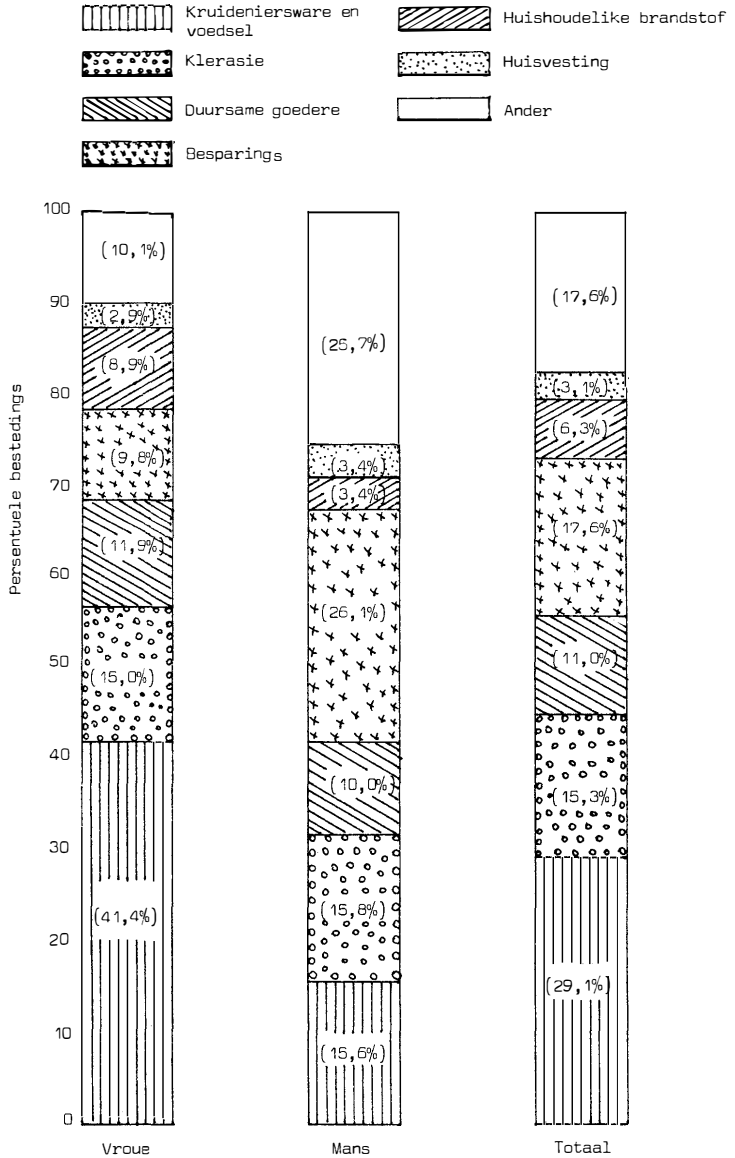 Kruideniersware en
voedsel
Klerasie
Duursame goedere
Besparings
Huishoudelike brandstof
Huisvesting
Ander
Persentuele bestedings
100
90
80
70
60
50
40
30
20
10
0
(10,1%)
(2,9%)
(8,9%)
(9,8%)
(11,9%)
(15,0%)
(41,4%)
Vroue
(25,7%)
(3,4%)
(3,4%)
(26,1%)
(10,0%)
(15,8%)
(15,6%)
Mans
(17,6%)
(3,1%)
(6,3%)
(17,6%)
(11,0%)
(15,3%)
(29,1%)
Totaal